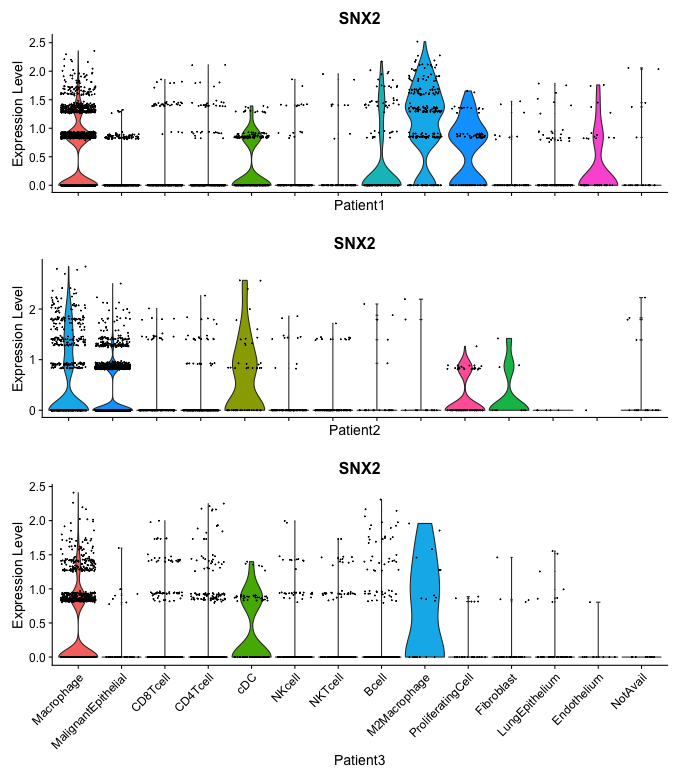 SNX2
Expression Level
2.5
2.0
1.5
1.0
0.5
0.0
Patient1
SNX2
Expression Level
2
1
0
Patient2
SNX2
Expression Level
2.5
2.0
1.5
1.0
0.5
0.0
Macrophage
MalignantEpithelial
CD8Tcell
CD4Tcell
cDC
NKcell
NKTcell
Bcell
M2Macrophage
ProliferatingCell
Fibroblast
LungEpithelium
Endothelium
NotAvail
Patient3